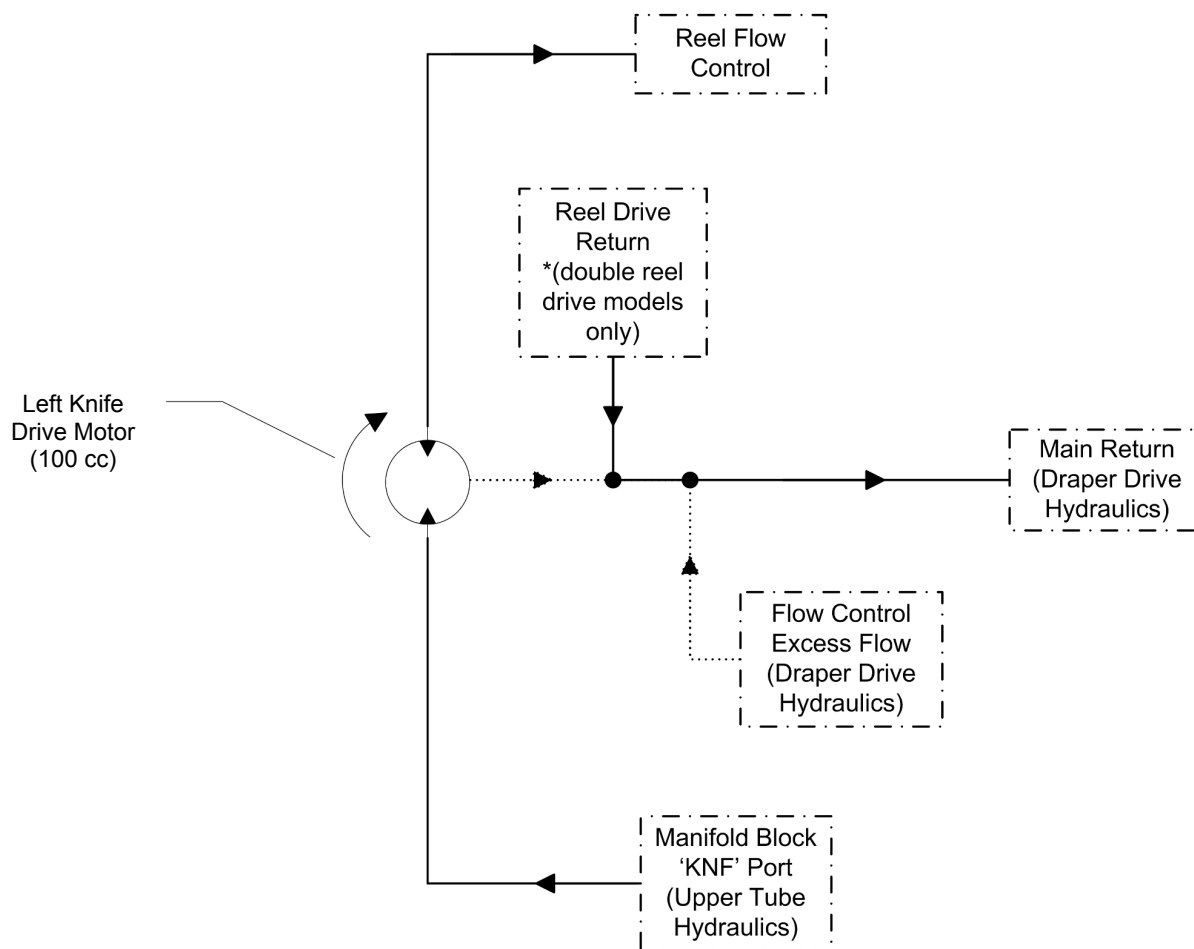 Reel Flow
Control
Reel Drive
Return
*(double reel
drive models
only)
Left Knife
Drive Motor
(100 cc)
Main Return
(Draper Drive
Hydraulics)
Flow Control
Excess Flow
(Draper Drive
Hydraulics)
Manifold Block
‘KNF’ Port
(Upper Tube
Hydraulics)